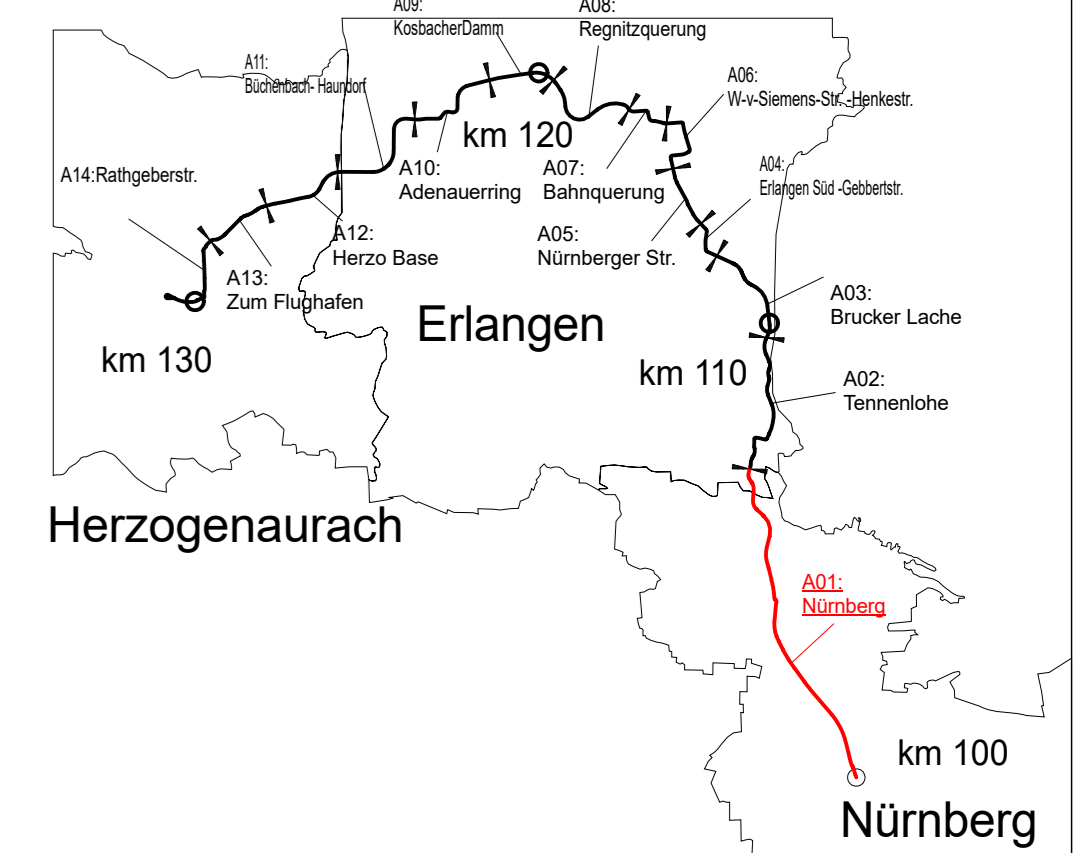 A09:
KosbacherDamm
A08:
Regnitzquerung
A11:
Büchenbach- Haundorf
A06:
W-v-Siemens-Str. -Henkestr.
km 120
A14:Rathgeberstr.
A10:
Adenauerring
A07:
Bahnquerung
A04:
Erlangen Süd -Gebbertstr.
A12:
Herzo Base
A05:
Nürnberger Str.
A13:
Zum Flughafen
A03:
Brucker Lache
Erlangen
km 130
km 110
A02:
Tennenlohe
Herzogenaurach
A01:
Nürnberg
km 100
Nürnberg